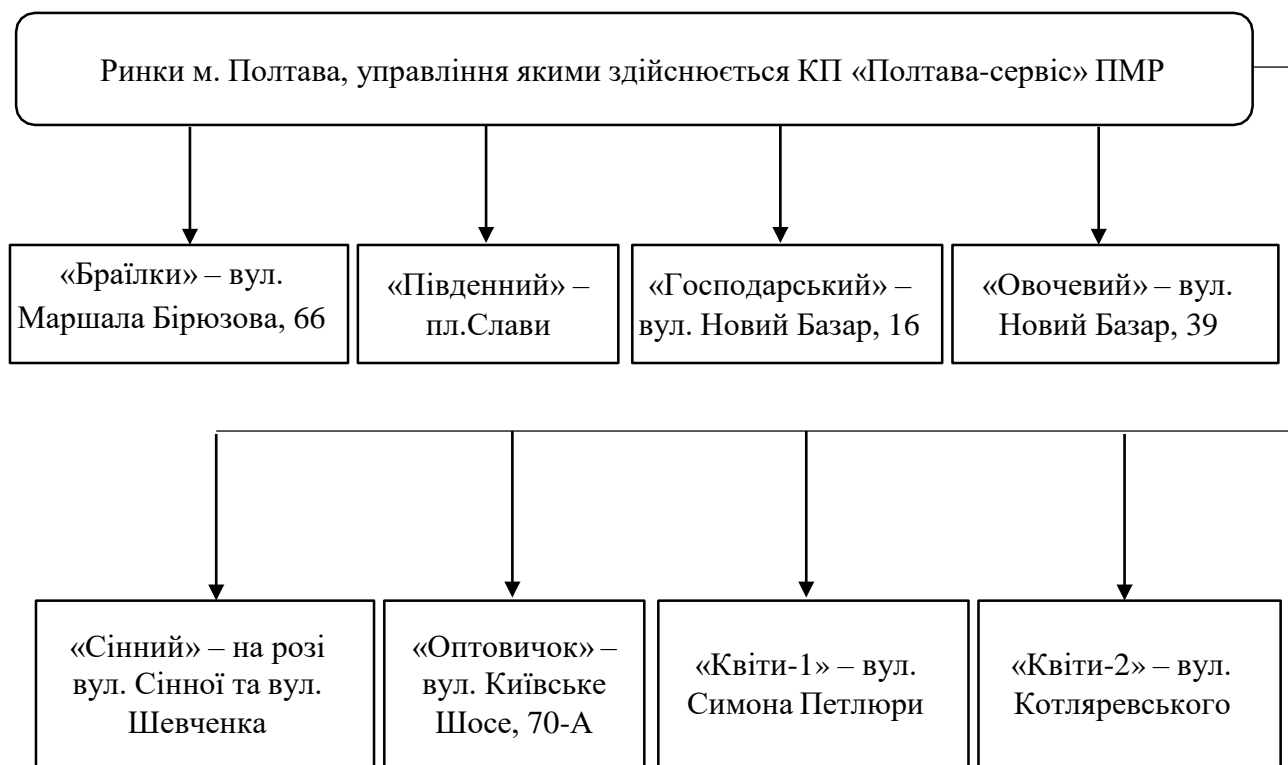 Ринки м. Полтава, управління якими здійснюється КП «Полтава-сервіс» ПМР
«Браїлки» – вул.
Маршала Бірюзова, 66
«Південний» –
пл.Слави
«Господарський» –
вул. Новий Базар, 16
«Овочевий» – вул.
Новий Базар, 39
«Сінний» – на розі
вул. Сінної та вул.
Шевченка
«Оптовичок» –
вул. Київське
Шосе, 70-А
«Квіти-1» – вул.
Симона Петлюри
«Квіти-2» – вул.
Котляревського